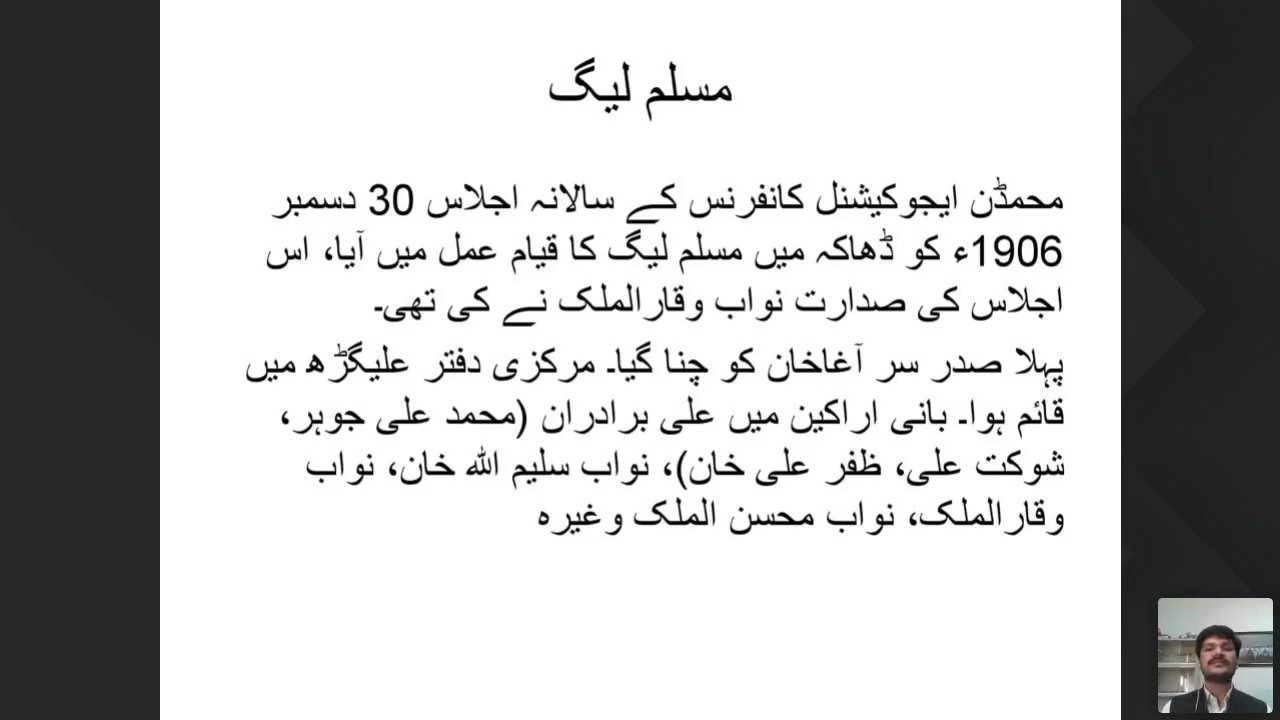 مسلم لیگ
محمڈن ایجوکیشنل کانفرنس کے سالانہ اجلاس 30 دسمبر
1906ء کو ڈھاکہ میں مسلم لیگ کا قیام عمل میں آیا، اس
اجلاس کی صدارت نواب وقارالملک نے کی تھی۔
پہلا صدر سر آغاخان کو چنا گیا۔ مرکزی دفتر علیگڑھ میں
قائم ہوا۔ بانی اراکین میں علی برادران (محمد علی جوہر،
شوکت علی، ظفر علی خان)، نواب سلیم اللہ خان، نواب
وقارالملک، نواب محسن الملک وغیرہ